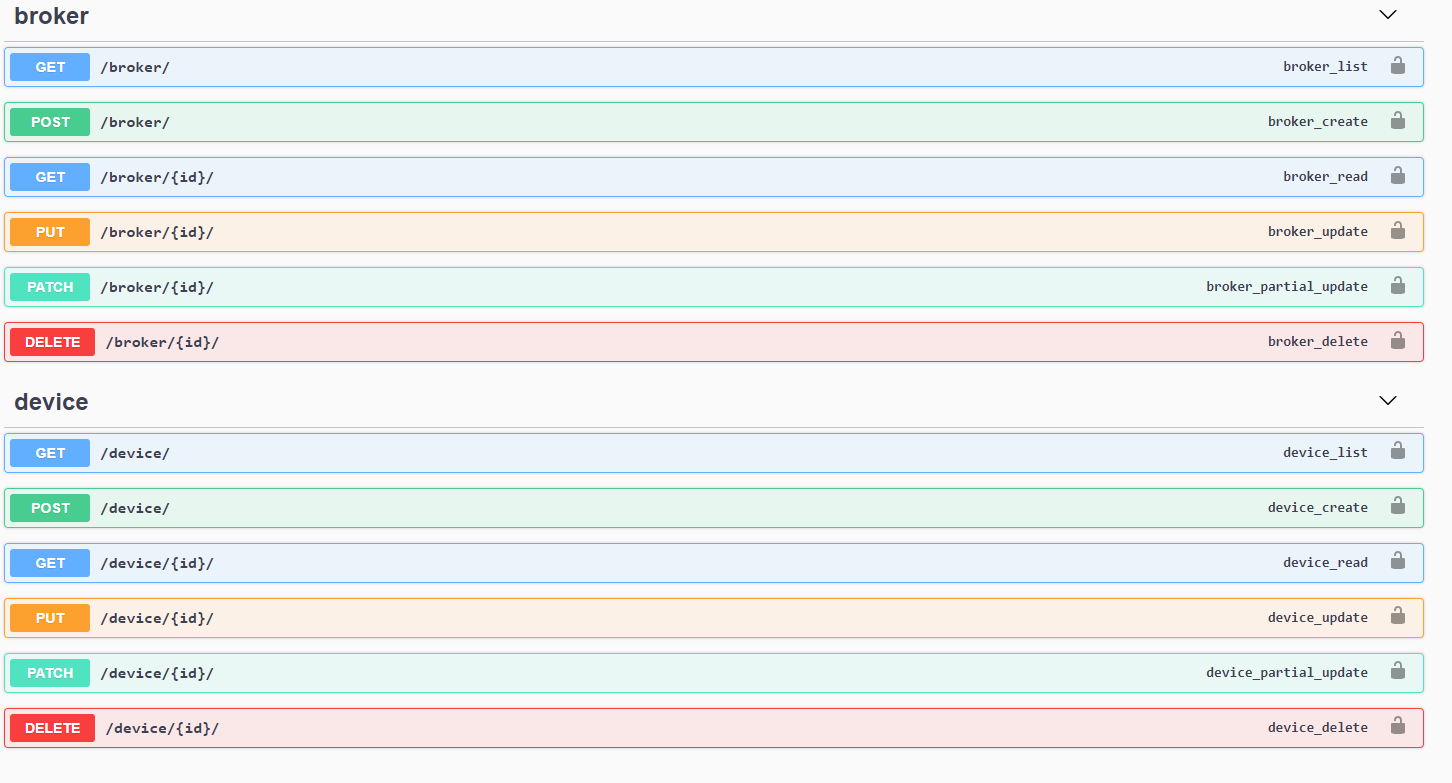 broker
GET /broker/ broker_list
POST /broker/ broker_create
GET /broker/{id}/ broker_read
PUT /broker/{id}/ broker_update
PATCH /broker/{id}/ broker_partial_update
DELETE /broker/{id}/ broker_delete
device
GET /device/ device_list
POST /device/ device_create
GET /device/{id}/ device_read
PUT /device/{id}/ device_update
PATCH /device/{id}/ device_partial_update
DELETE /device/{id}/ device_delete